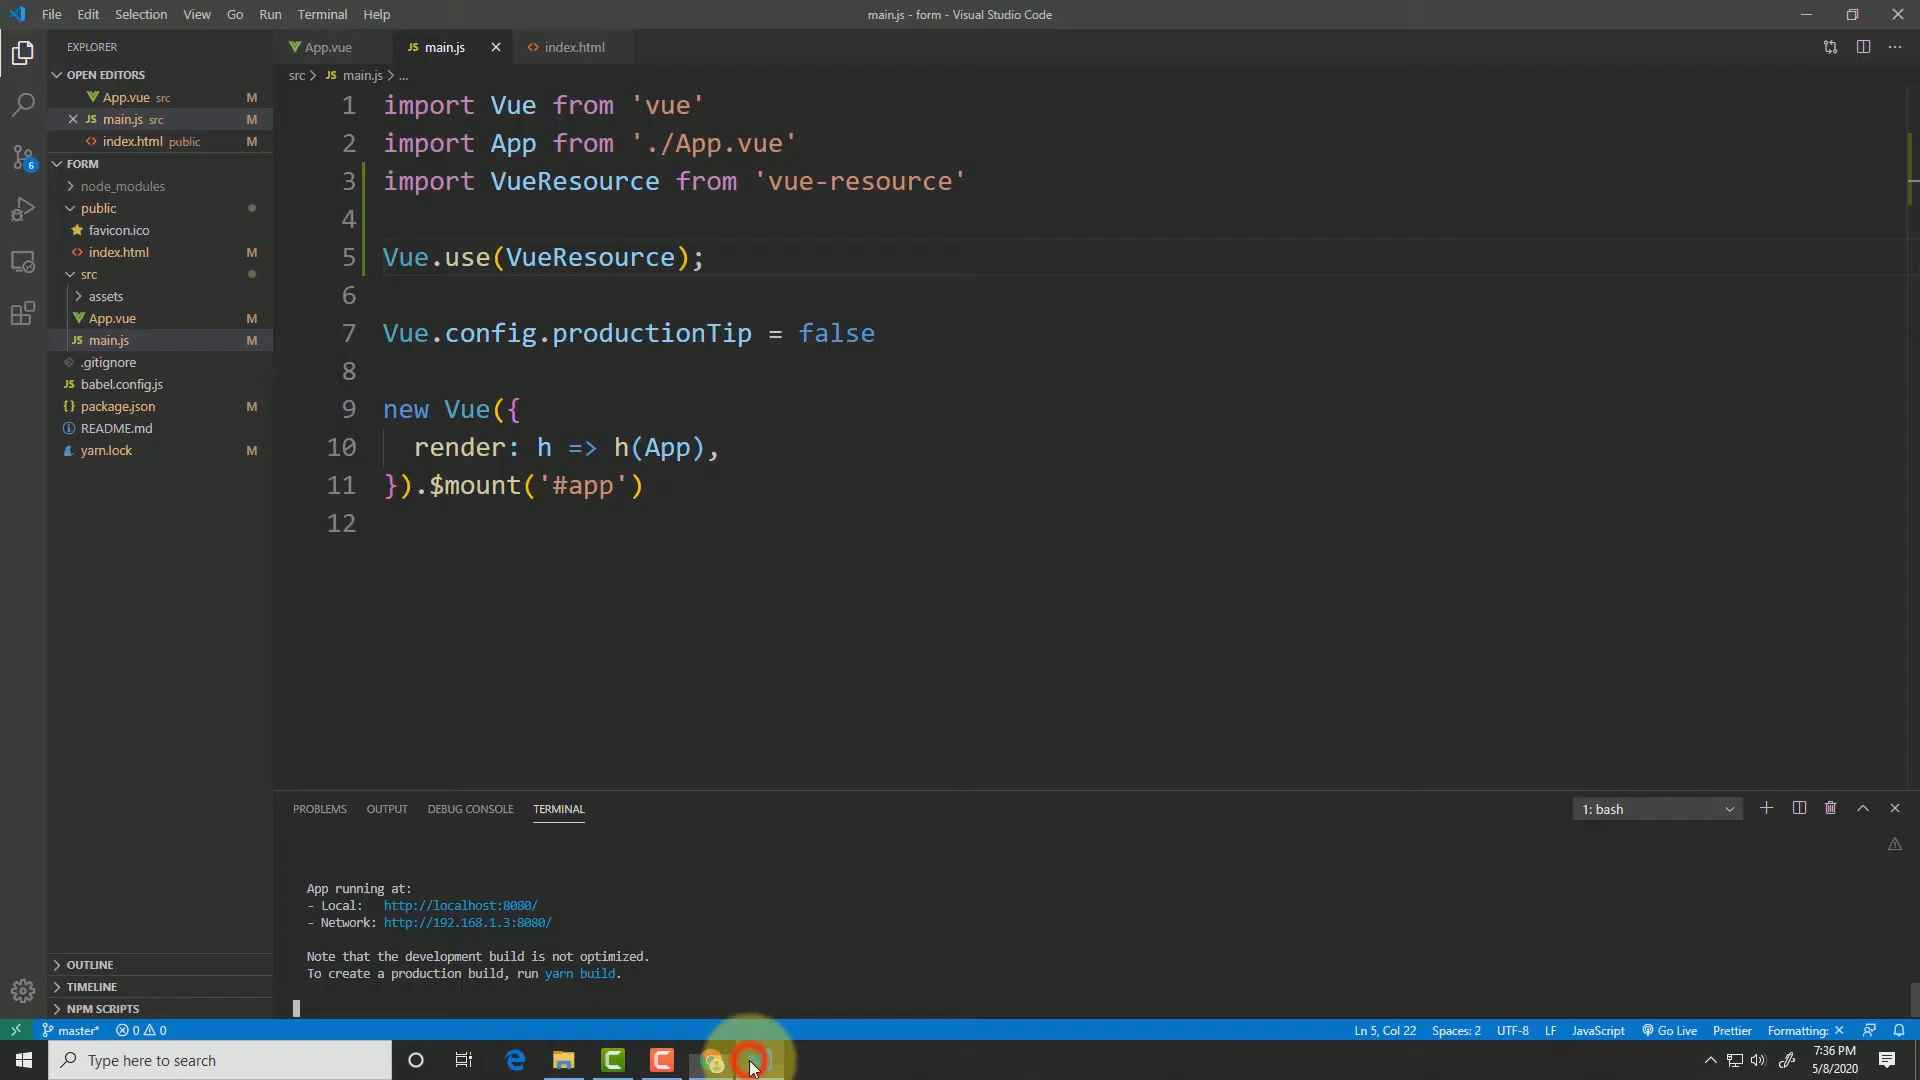 File Edit Selection View Go Run Terminal Help
main.js - form - Visual Studio Code
EXPLORER
OPEN EDITORS
App.vue src M
main.js src M
index.html public M
FORM
node_modules
public
favicon.ico
index.html M
src
assets
App.vue M
JS main.js M
.gitignore
JS babel.config.js
{} package.json M
README.md
yarn.lock M
OUTLINE
TIMELINE
NPM SCRIPTS
App.vue JS main.js index.html
src > JS main.js > ...
1 import Vue from 'vue'
2 import App from './App.vue'
3 import VueResource from 'vue-resource'
4
5 Vue.use(VueResource);
6
7 Vue.config.productionTip = false
8
9 new Vue({
10 render: h => h(App),
11 }).$mount('#app')
12
PROBLEMS OUTPUT DEBUG CONSOLE TERMINAL
1: bash
App running at:
- Local: http://localhost:8080/
- Network: http://192.168.1.3:8080/
Note that the development build is not optimized.
To create a production build, run yarn build.
6
master* 0 0
Ln 5, Col 22 Spaces: 2 UTF-8 LF JavaScript Go Live Prettier Formatting: ×
Type here to search
7:36 PM
5/8/2020